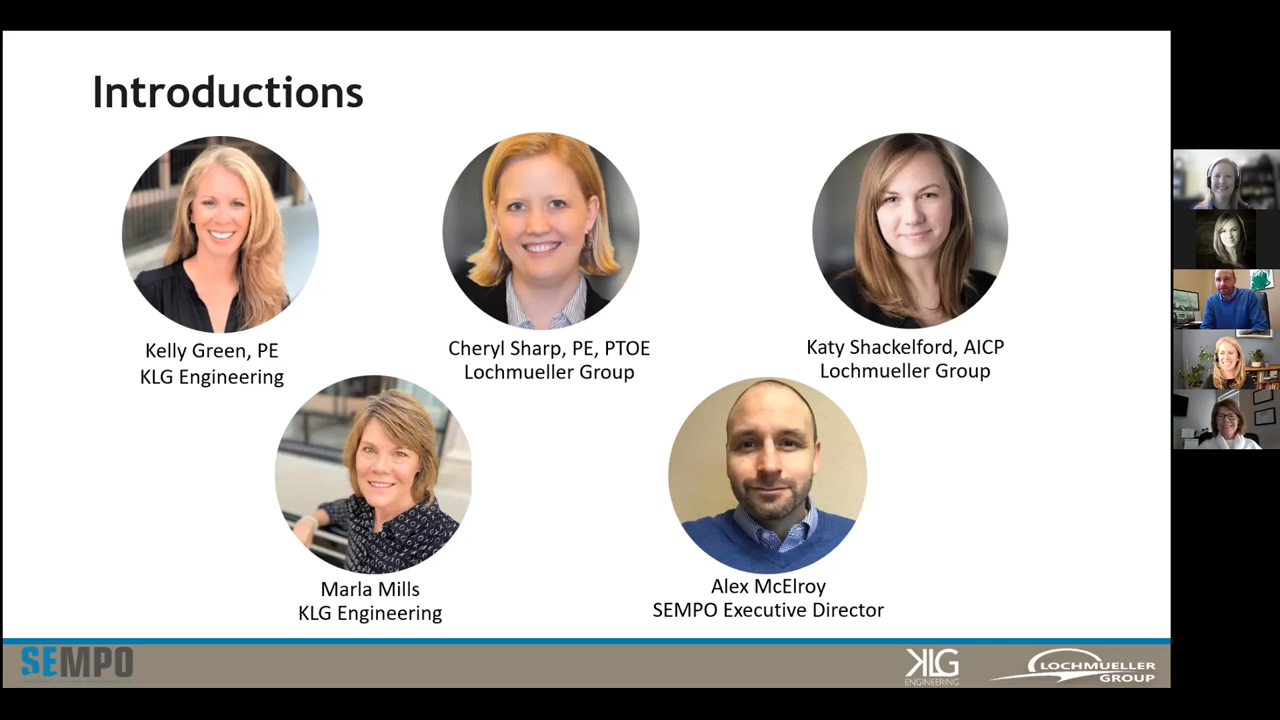 Introductions
Kelly Green, PE
KLG Engineering
Cheryl Sharp, PE, PTOE
Lochmueller Group
Katy Shackelford, AICP
Lochmueller Group
Marla Mills
KLG Engineering
Alex McElroy
SEMPO Executive Director
SEMPO
KLG
ENGINEERING
LOCHMUELLER
GROUP